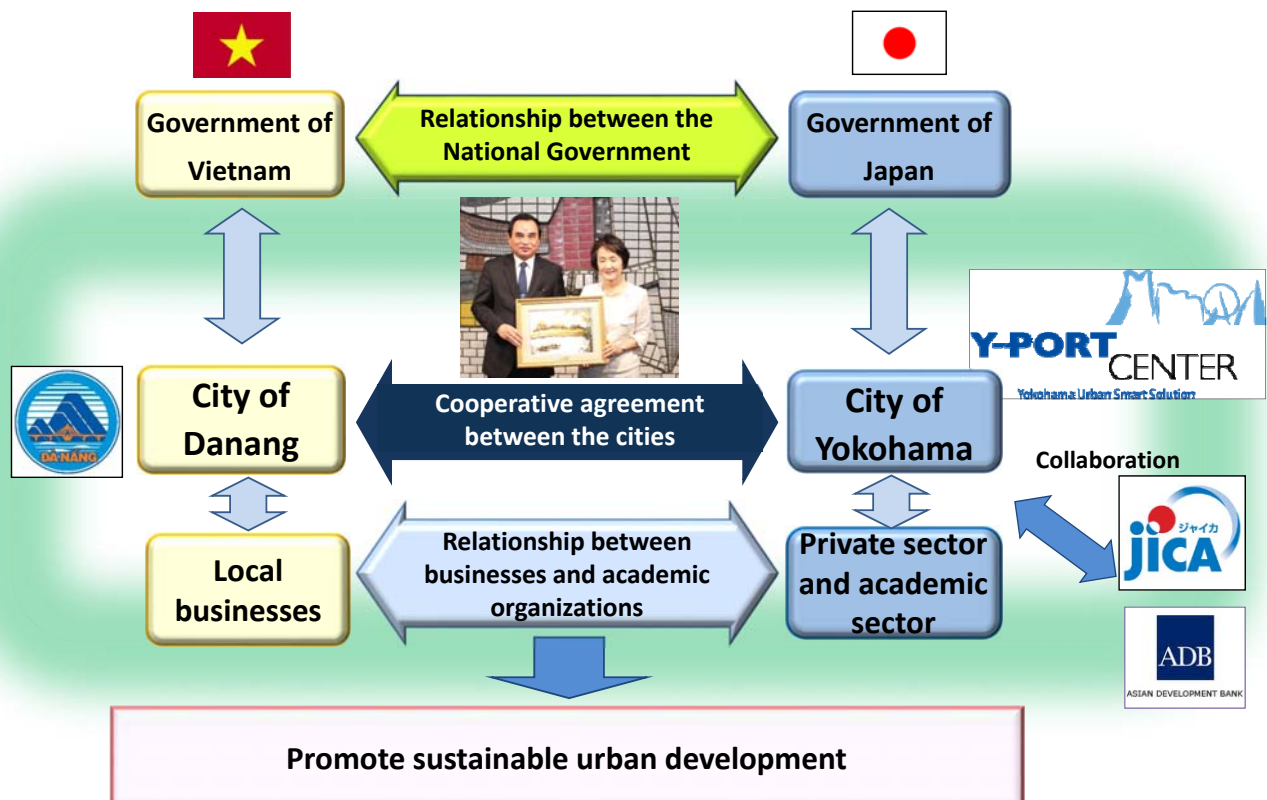 Government of
Vietnam
Relationship between the
National Government
Government of
Japan
Y-PORT
CENTER
Yokohama Urban Smart Solution
City of
Danang
ĐÀ NẴNG
Cooperative agreement
between the cities
City of
Yokohama
Collaboration
ジャイカ
jICA
Local
businesses
Relationship between
businesses and academic
organizations
Private sector
and academic
sector
ADB
ASIAN DEVELOPMENT BANK
Promote sustainable urban development